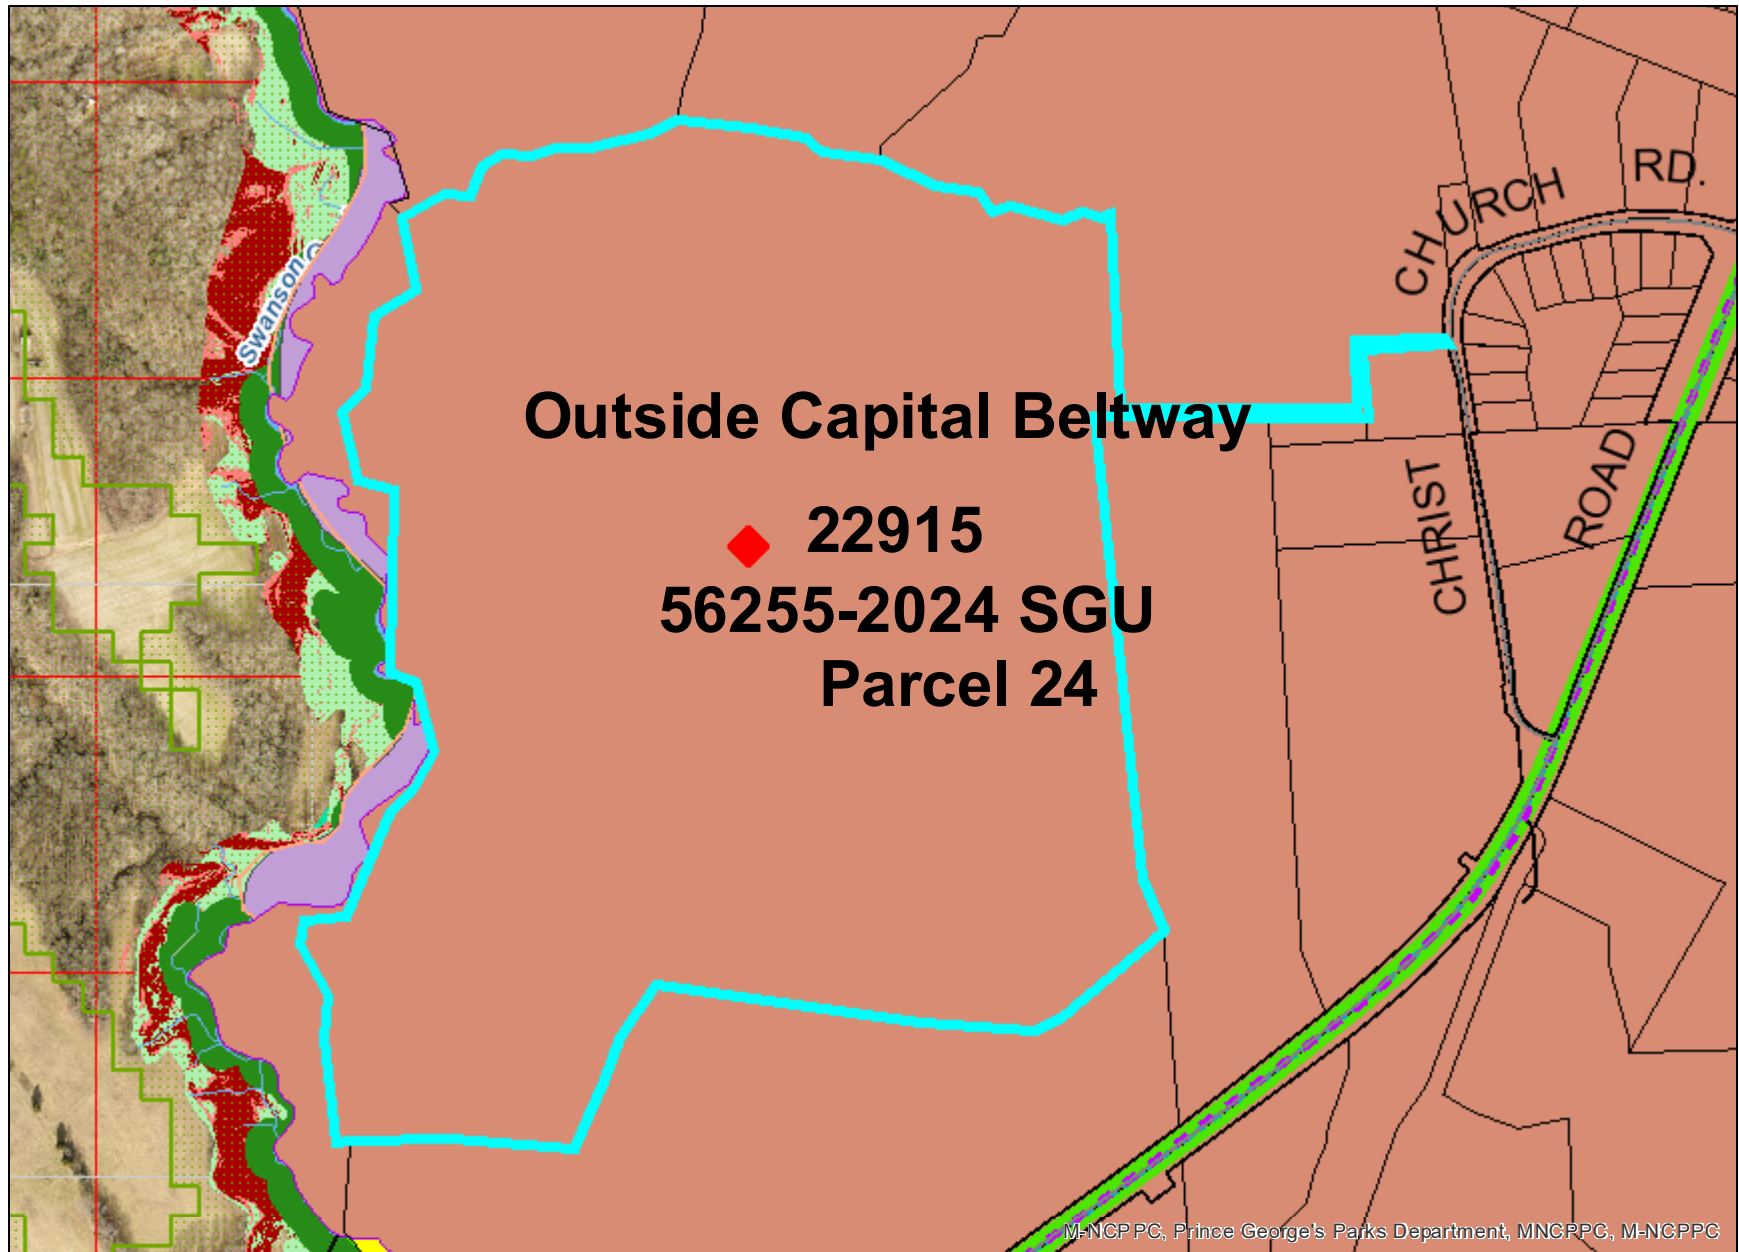 CHURCH RD.
Swanson
Outside Capital Beltway
22915
56255-2024 SGU
Parcel 24
CHRIST
ROAD
M-NCPPC, Prince George's Parks Department, MNCPPC, M-NCPPC